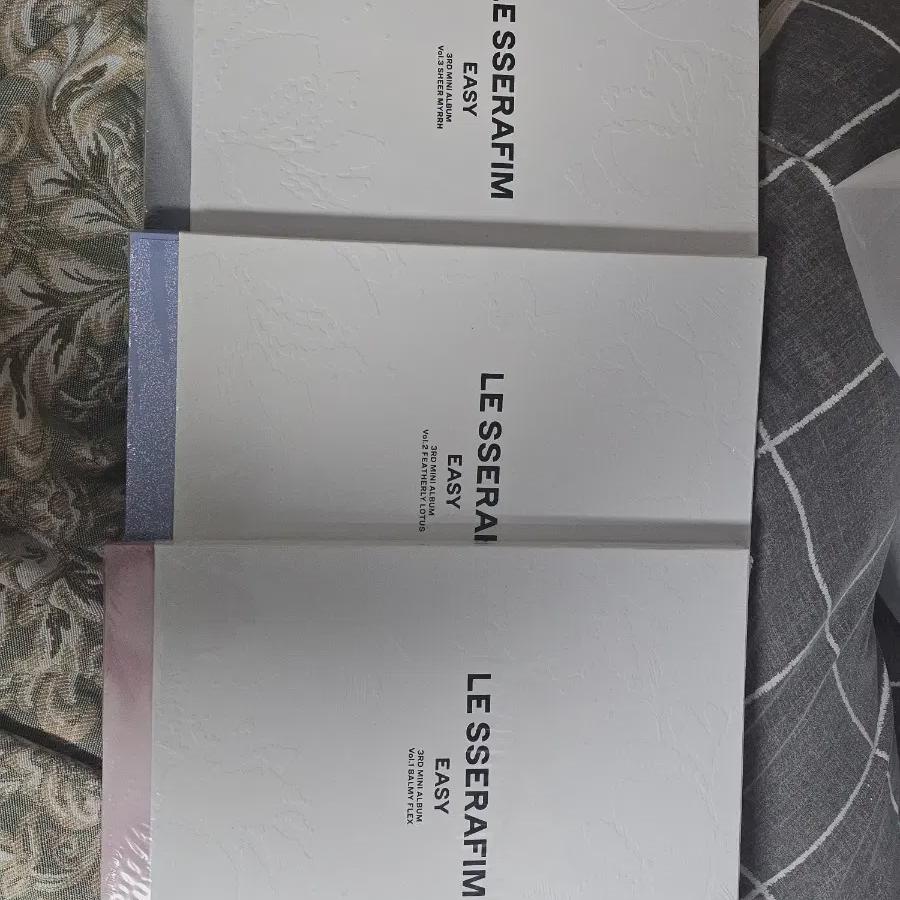 LE SSERAFIM
EASY
3RD MINI ALBUM
Vol.3 SHEER MYRRH
LE SSERAF
EASY
3RD MINI ALBUM
Vol.2 FEATHERLY LOTUS
LE SSERAFIM
EASY
3RD MINI ALBUM
Vol.1 BALMY FLEX